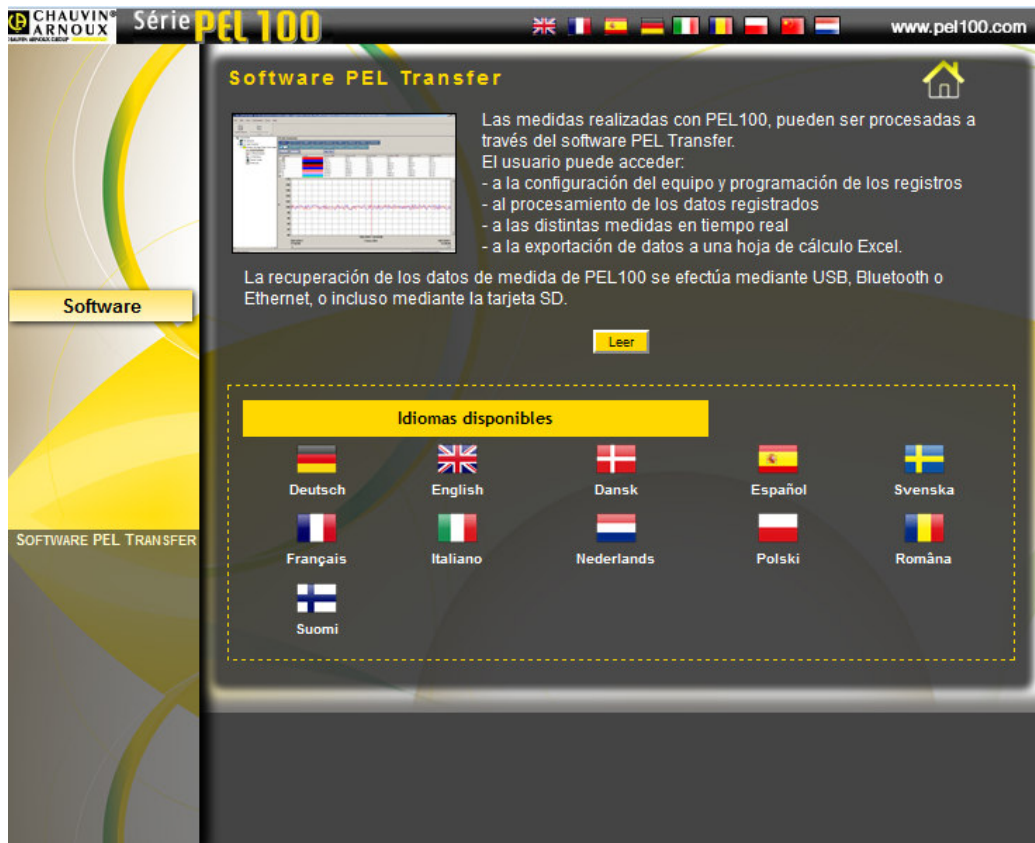 CHAUVIN®
ARNOUX
CHAUVIN ARNOUX GROUP
Série PEL 100
www.pel100.com
Software PEL Transfer
Las medidas realizadas con PEL100, pueden ser procesadas a
través del software PEL Transfer.
El usuario puede acceder:
- a la configuración del equipo y programación de los registros
- al procesamiento de los datos registrados
- a las distintas medidas en tiempo real
- a la exportación de datos a una hoja de cálculo Excel.
La recuperación de los datos de medida de PEL100 se efectúa mediante USB, Bluetooth o
Ethernet, o incluso mediante la tarjeta SD.
Software
Leer
Idiomas disponibles
Deutsch English Dansk Español Svenska
SOFTWARE PEL TRANSFER
Français Italiano Nederlands Polski Româna
Suomi